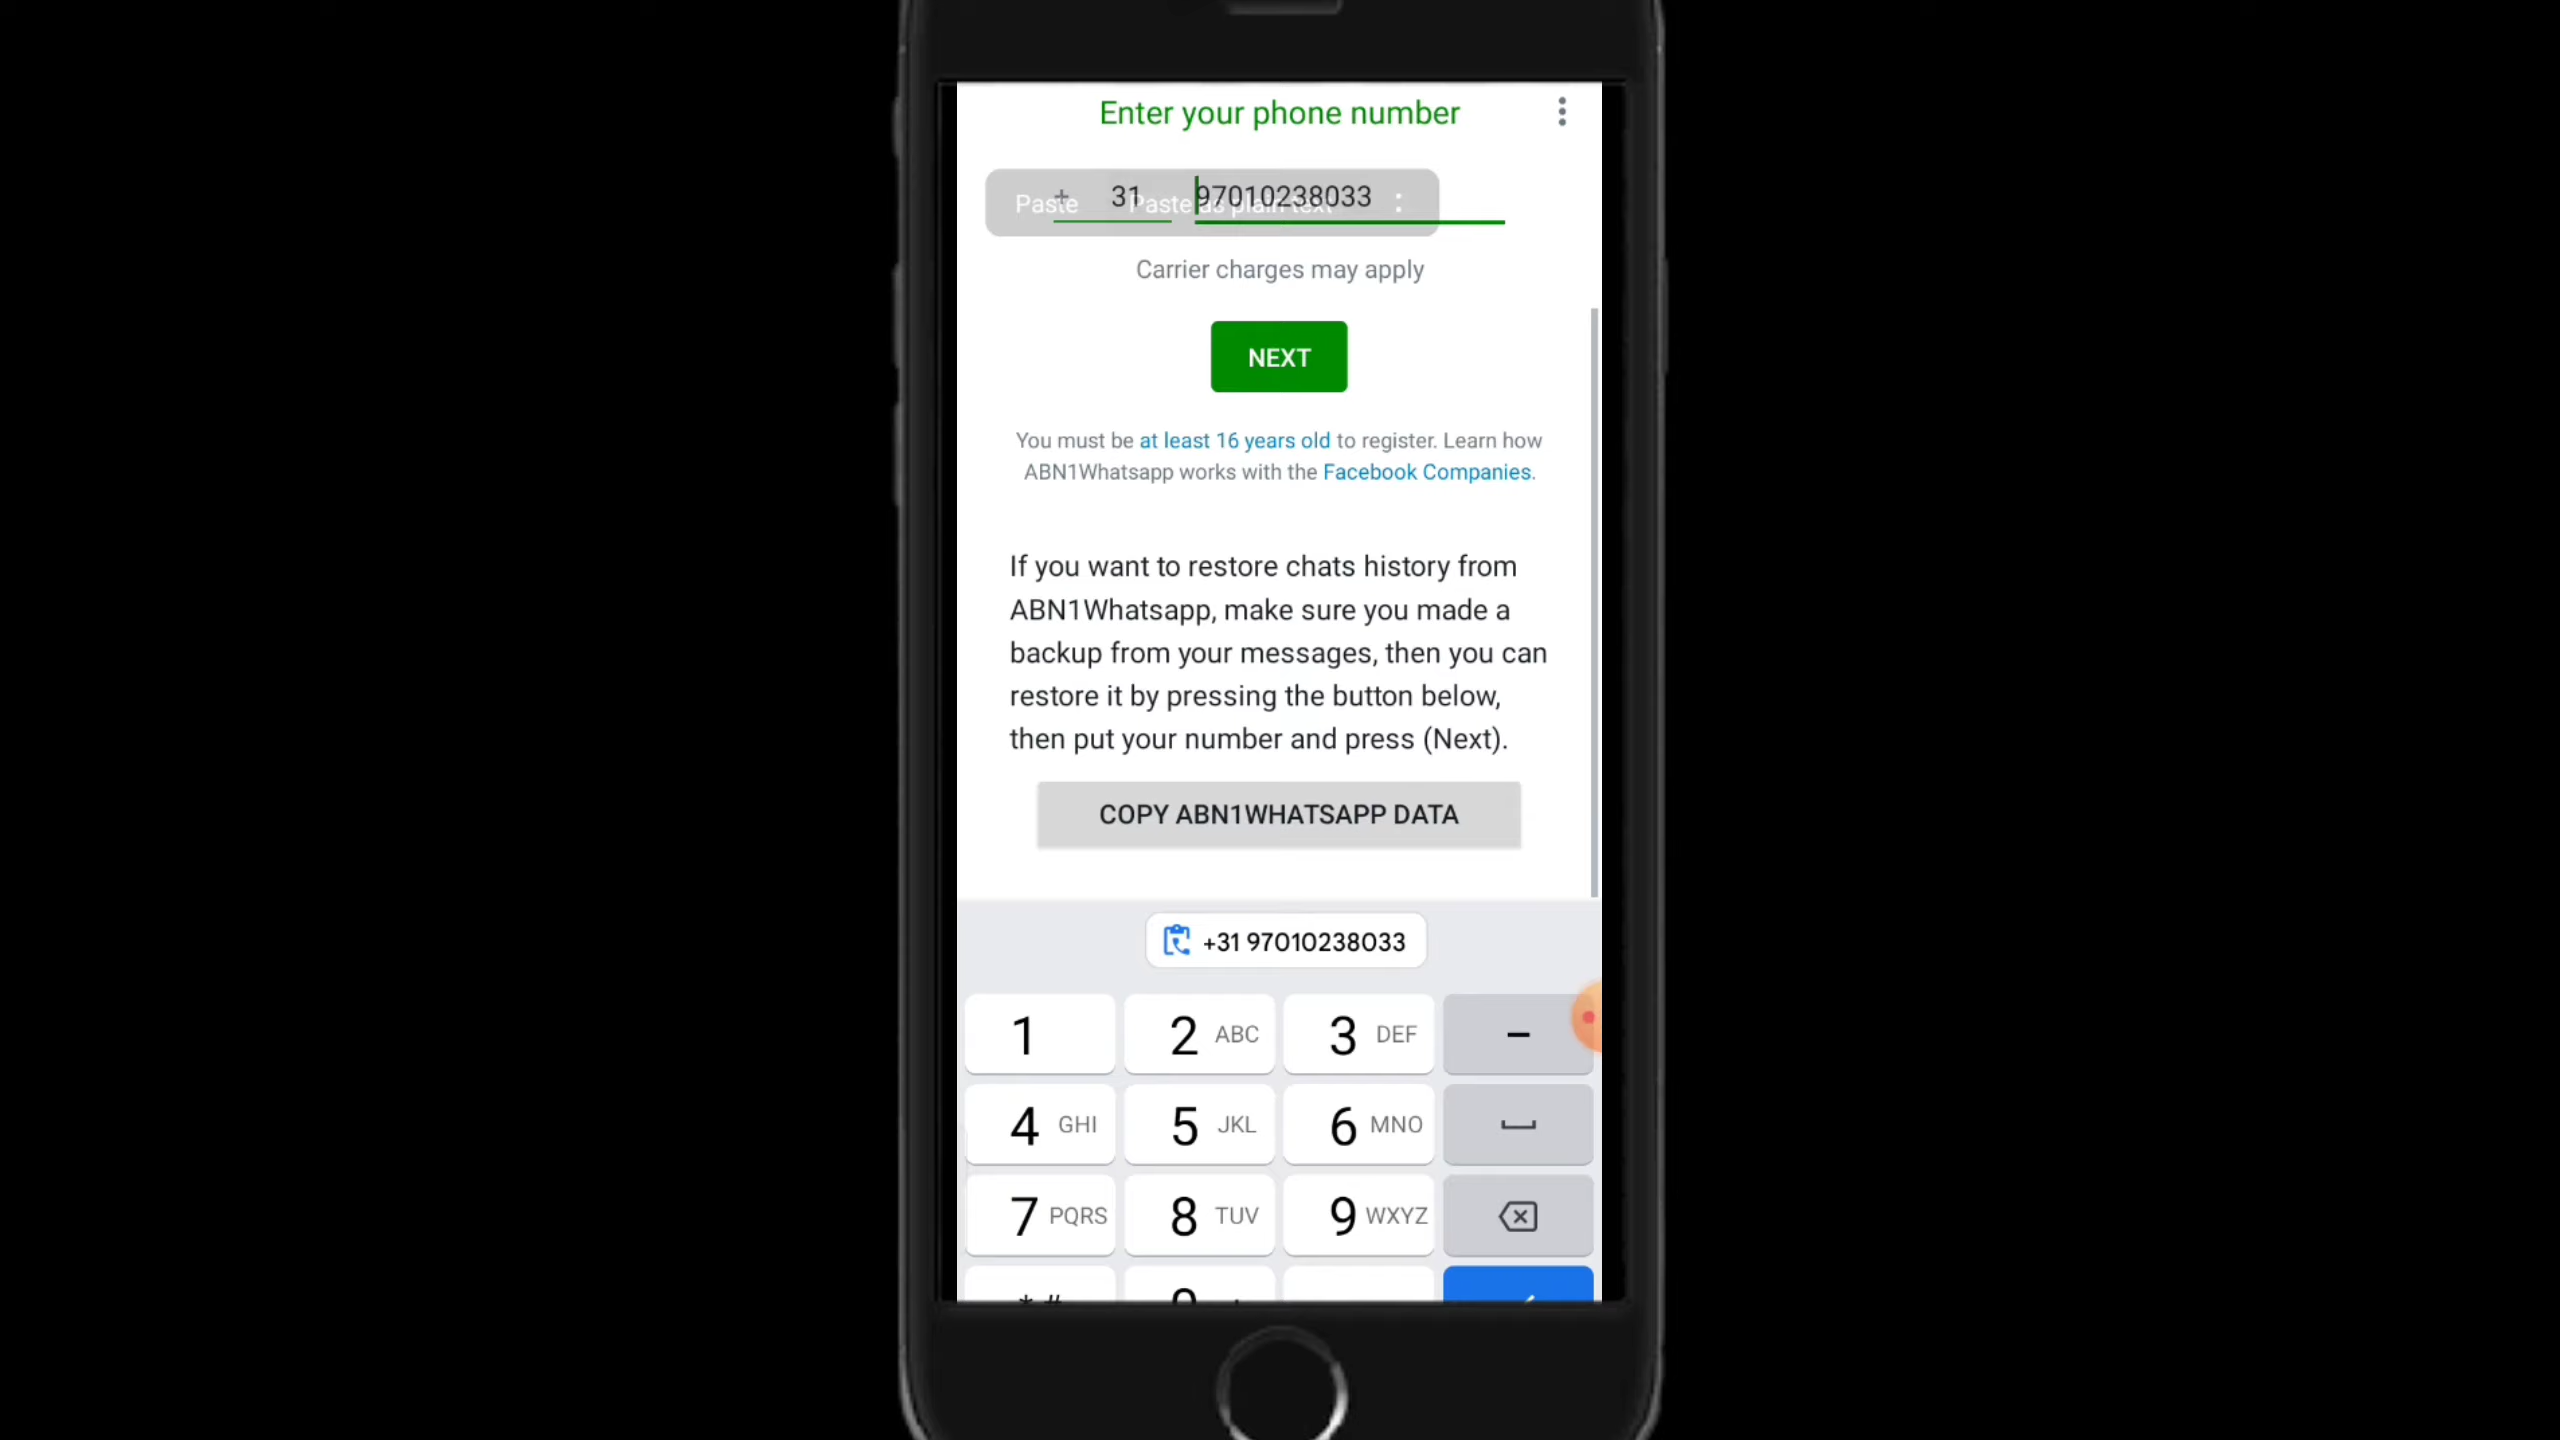 Enter your phone number
Paste Paste as plain text
+ 31 97010238033
Carrier charges may apply
NEXT
You must be at least 16 years old to register. Learn how
ABN1Whatsapp works with the Facebook Companies.
If you want to restore chats history from
ABN1Whatsapp, make sure you made a
backup from your messages, then you can
restore it by pressing the button below,
then put your number and press (Next).
COPY ABN1WHATSAPP DATA
+31 97010238033
1 2 ABC 3 DEF –
4 GHI 5 JKL 6 MNO
7 PQRS 8 TUV 9 WXYZ